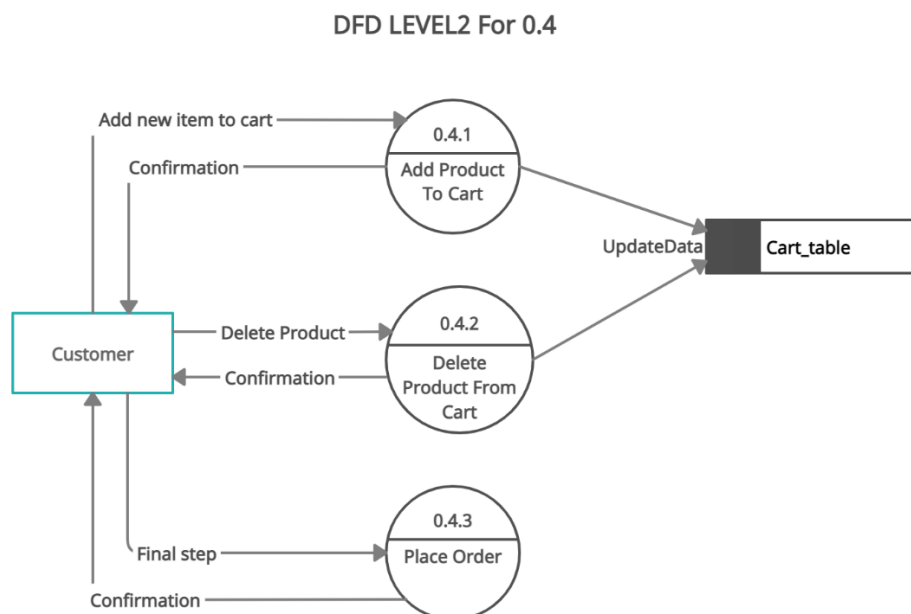 DFD LEVEL2 For 0.4
Add new item to cart
0.4.1
Confirmation
Add Product
To Cart
UpdateData
Cart_table
Customer
Delete Product
0.4.2
Confirmation
Delete
Product From
Cart
0.4.3
Final step
Place Order
Confirmation